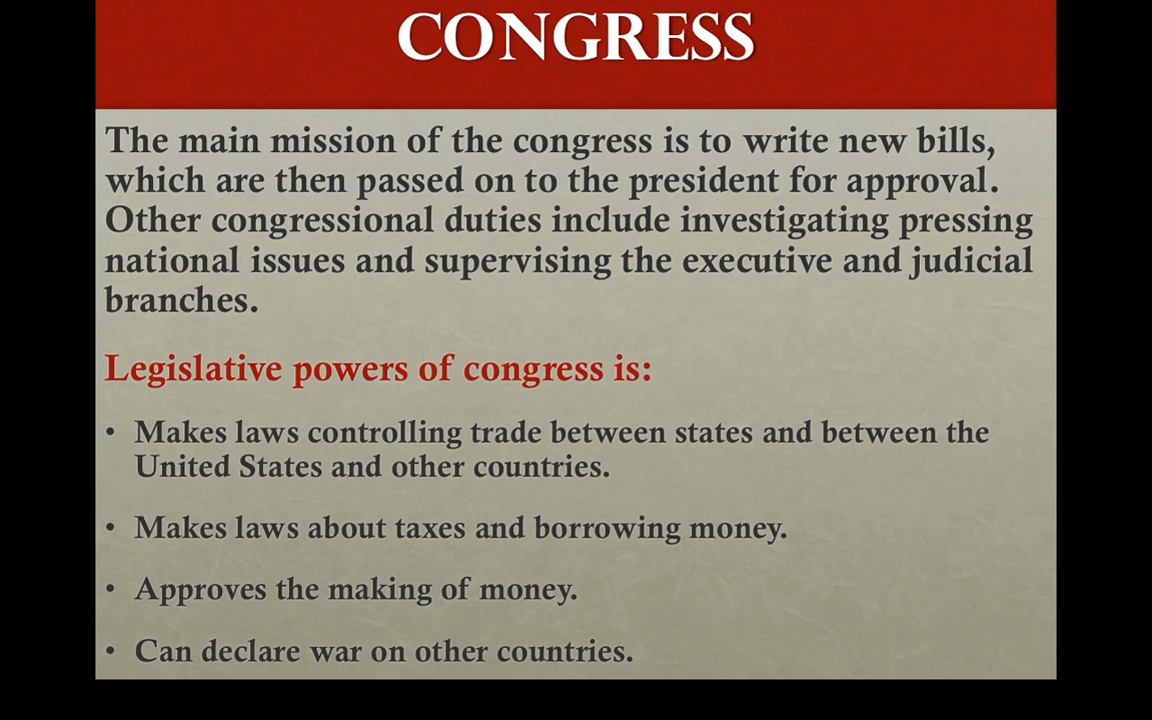 CONGRESS
The main mission of the congress is to write new bills,
which are then passed on to the president for approval.
Other congressional duties include investigating pressing
national issues and supervising the executive and judicial
branches.
Legislative powers of congress is:
• Makes laws controlling trade between states and between the
United States and other countries.
• Makes laws about taxes and borrowing money.
• Approves the making of money.
• Can declare war on other countries.